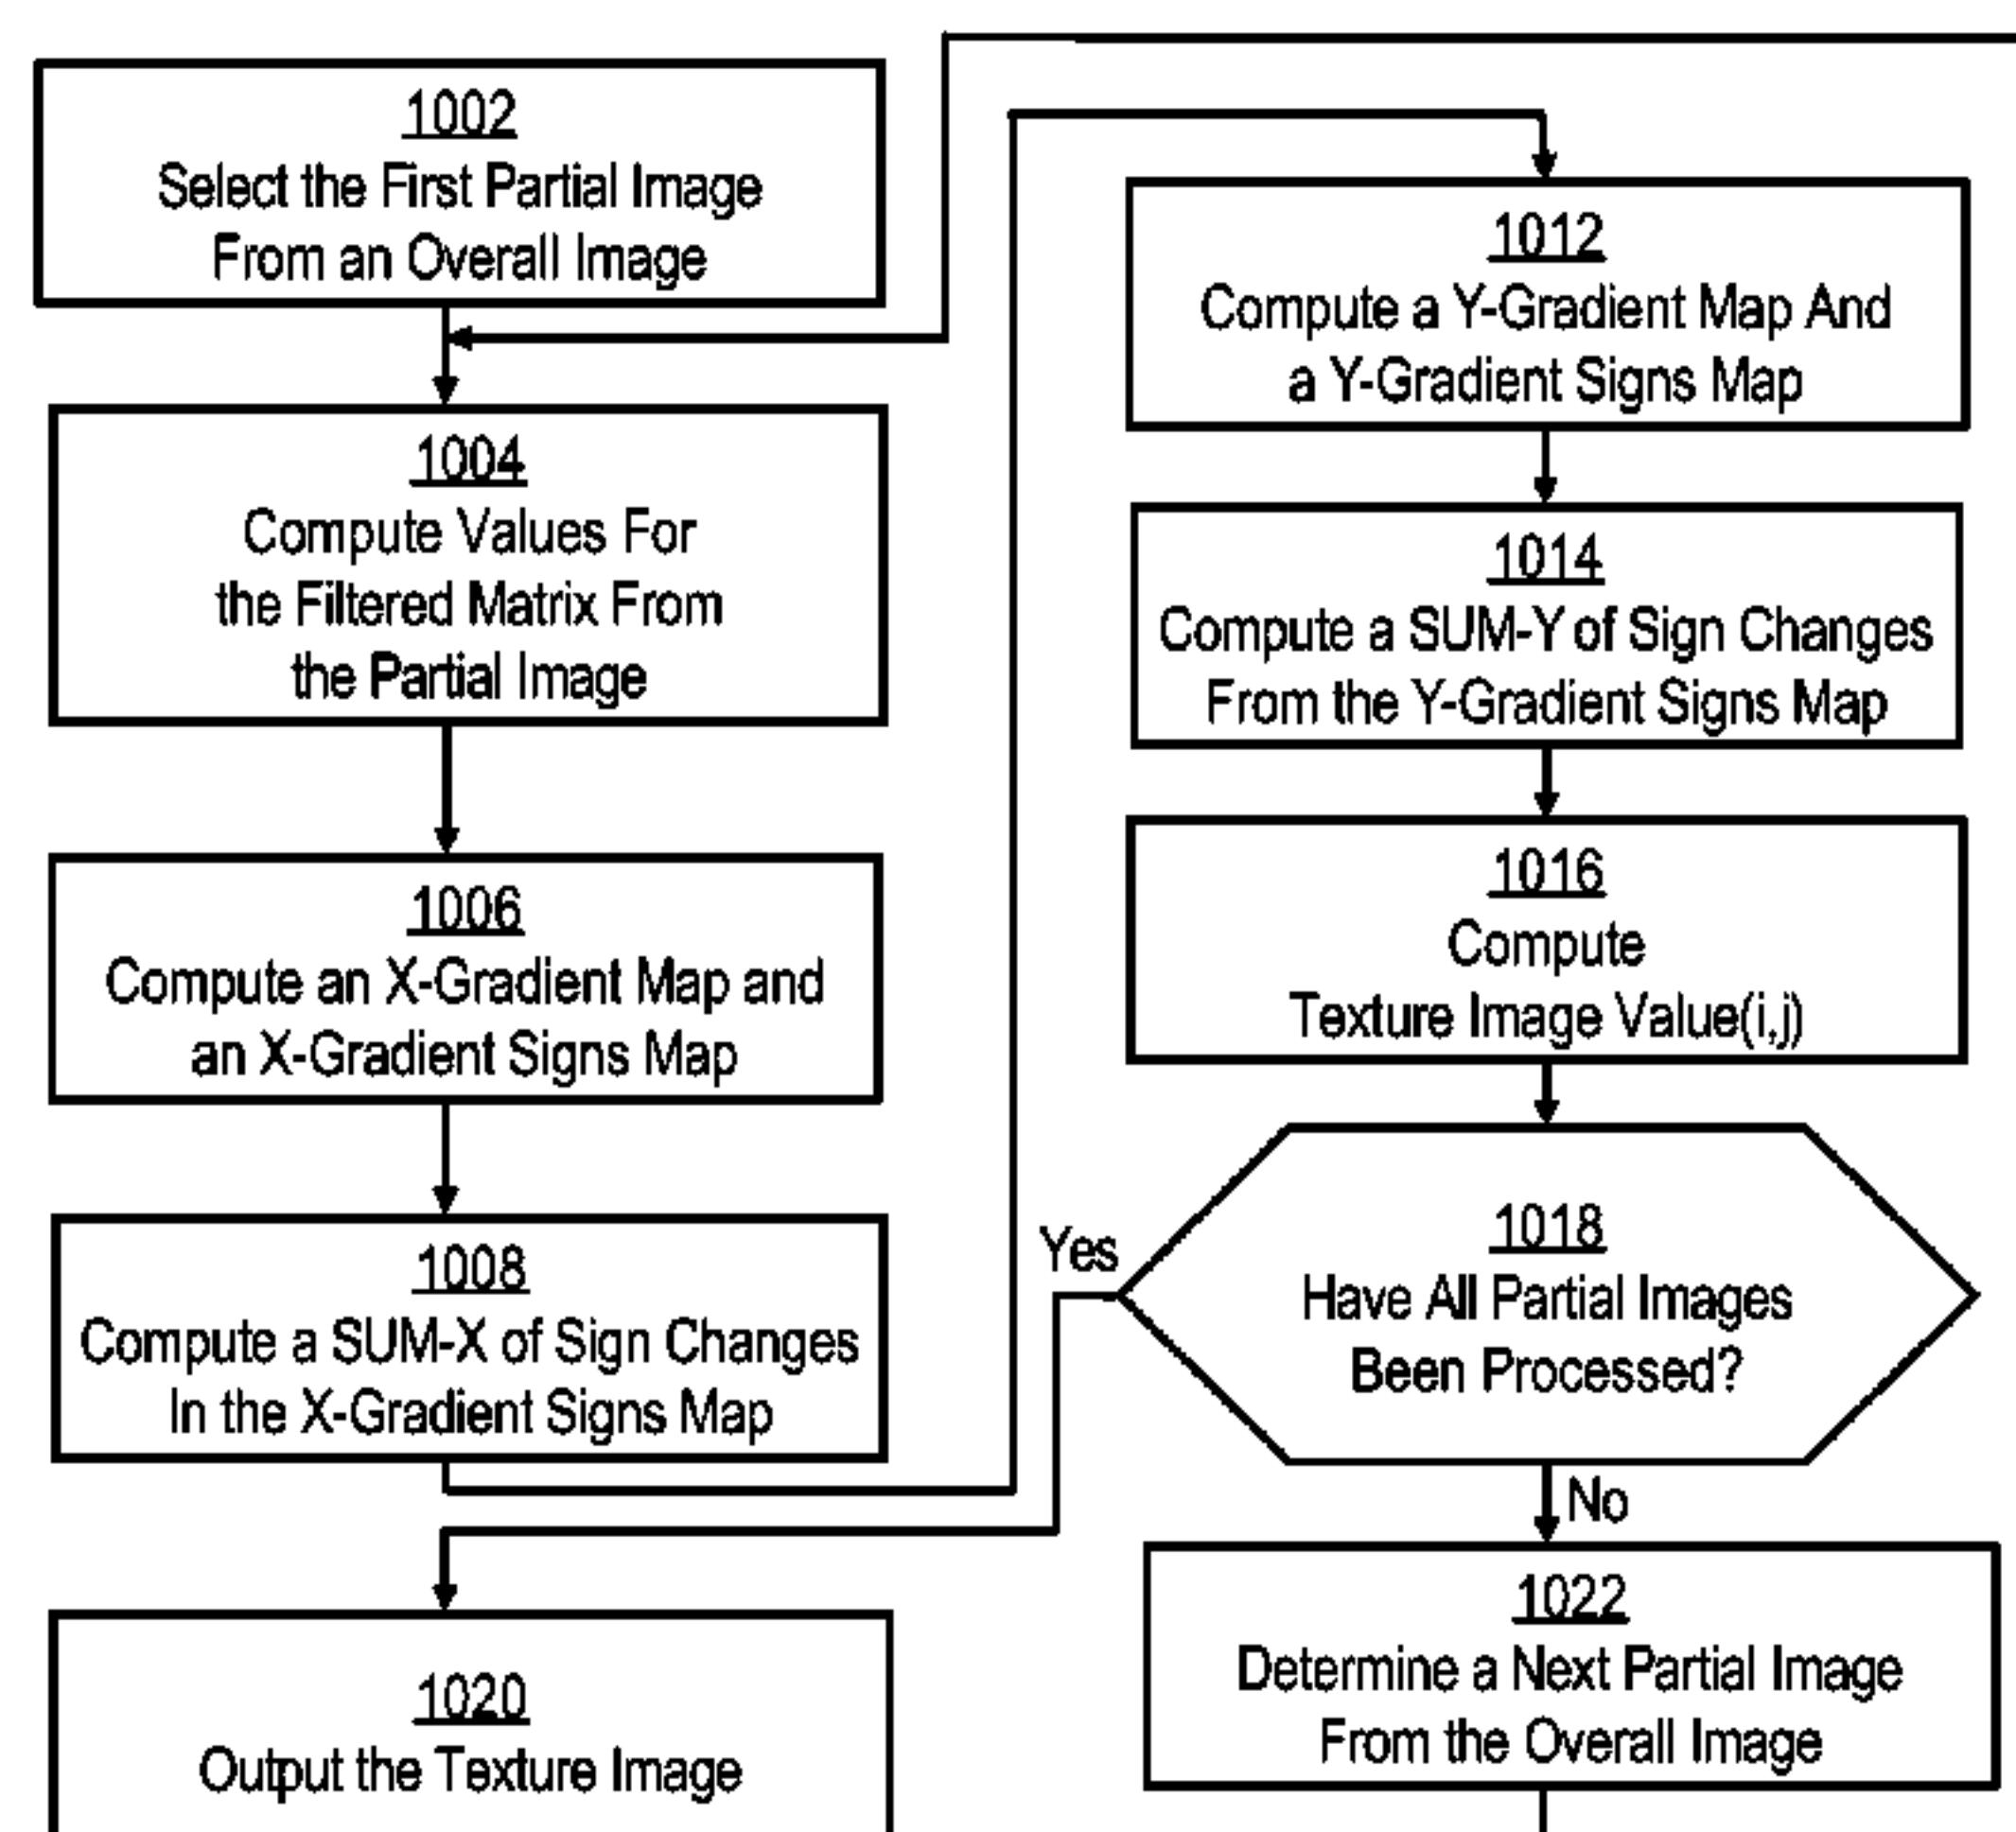 1002
Select the First Partial Image
From an Overall Image
1004
Compute Values For
the Filtered Matrix From
the Partial Image
1006
Compute an X-Gradient Map and
an X-Gradient Signs Map
1008
Compute a SUM-X of Sign Changes
In the X-Gradient Signs Map
1012
Compute a Y-Gradient Map And
a Y-Gradient Signs Map
1014
Compute a SUM-Y of Sign Changes
From the Y-Gradient Signs Map
1016
Compute
Texture Image Value(i,j)
1018
Have All Partial Images
Been Processed?
Yes
No
1020
Output the Texture Image
1022
Determine a Next Partial Image
From the Overall Image